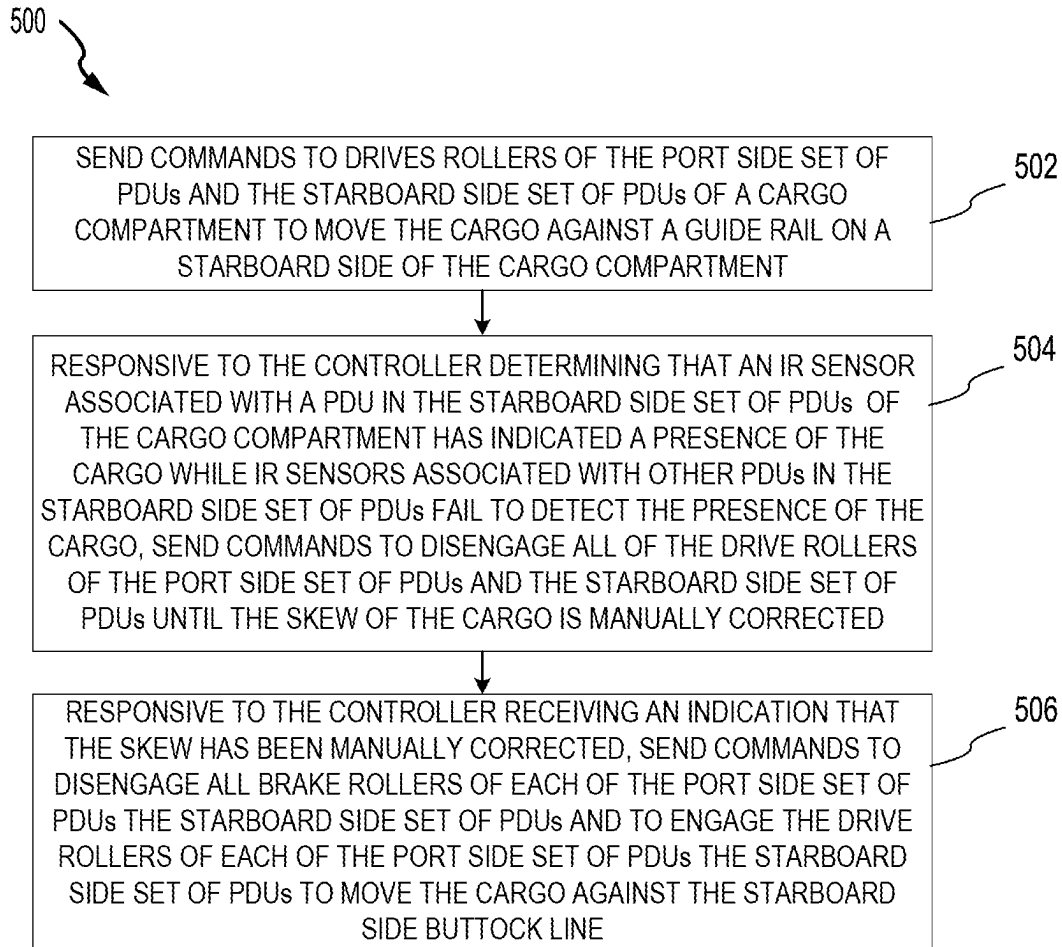 500
SEND COMMANDS TO DRIVES ROLLERS OF THE PORT SIDE SET OF
PDUs AND THE STARBOARD SIDE SET OF PDUs OF A CARGO
COMPARTMENT TO MOVE THE CARGO AGAINST A GUIDE RAIL ON A
STARBOARD SIDE OF THE CARGO COMPARTMENT
502
RESPONSIVE TO THE CONTROLLER DETERMINING THAT AN IR SENSOR
ASSOCIATED WITH A PDU IN THE STARBOARD SIDE SET OF PDUs OF
THE CARGO COMPARTMENT HAS INDICATED A PRESENCE OF THE
CARGO WHILE IR SENSORS ASSOCIATED WITH OTHER PDUs IN THE
STARBOARD SIDE SET OF PDUs FAIL TO DETECT THE PRESENCE OF THE
CARGO, SEND COMMANDS TO DISENGAGE ALL OF THE DRIVE ROLLERS
OF THE PORT SIDE SET OF PDUs AND THE STARBOARD SIDE SET OF
PDUs UNTIL THE SKEW OF THE CARGO IS MANUALLY CORRECTED
504
RESPONSIVE TO THE CONTROLLER RECEIVING AN INDICATION THAT
THE SKEW HAS BEEN MANUALLY CORRECTED, SEND COMMANDS TO
DISENGAGE ALL BRAKE ROLLERS OF EACH OF THE PORT SIDE SET OF
PDUs THE STARBOARD SIDE SET OF PDUs AND TO ENGAGE THE DRIVE
ROLLERS OF EACH OF THE PORT SIDE SET OF PDUs THE STARBOARD
SIDE SET OF PDUs TO MOVE THE CARGO AGAINST THE STARBOARD
SIDE BUTTOCK LINE
506